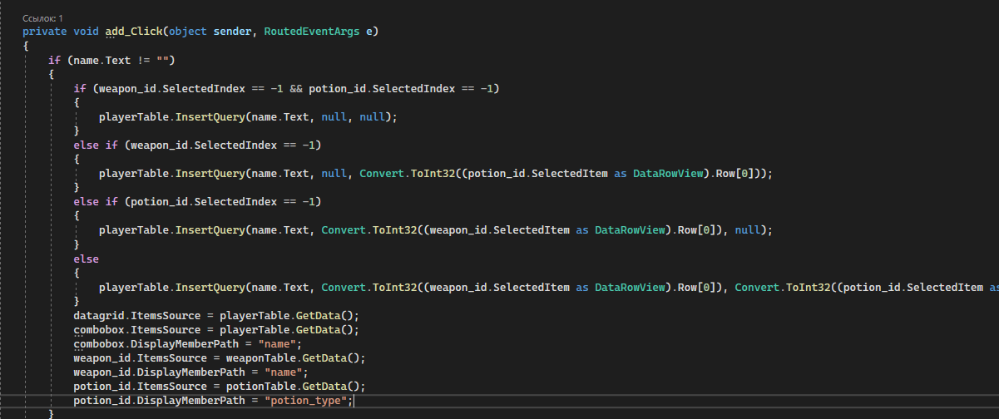 Ссылок: 1
private void add_Click(object sender, RoutedEventArgs e)
{
if (name.Text != "")
{
if (weapon_id.SelectedIndex == -1 && potion_id.SelectedIndex == -1)
{
playerTable.InsertQuery(name.Text, null, null);
}
else if (weapon_id.SelectedIndex == -1)
{
playerTable.InsertQuery(name.Text, null, Convert.ToInt32((potion_id.SelectedItem as DataRowView).Row[0]));
}
else if (potion_id.SelectedIndex == -1)
{
playerTable.InsertQuery(name.Text, Convert.ToInt32((weapon_id.SelectedItem as DataRowView).Row[0]), null);
}
else
{
playerTable.InsertQuery(name.Text, Convert.ToInt32((weapon_id.SelectedItem as DataRowView).Row[0]), Convert.ToInt32((potion_id.SelectedItem as
}
datagrid.ItemsSource = playerTable.GetData();
combobox.ItemsSource = playerTable.GetData();
combobox.DisplayMemberPath = "name";
weapon_id.ItemsSource = weaponTable.GetData();
weapon_id.DisplayMemberPath = "name";
potion_id.ItemsSource = potionTable.GetData();
potion_id.DisplayMemberPath = "potion_type";
}